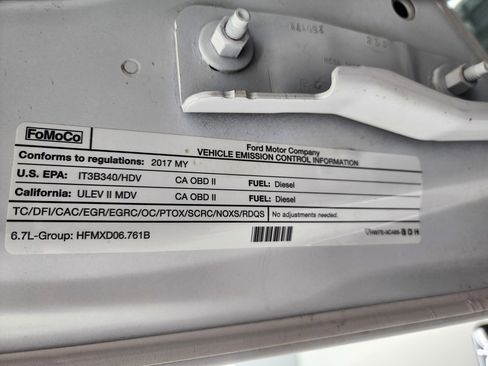 FoMoCo
Ford Motor Company
VEHICLE EMISSION CONTROL INFORMATION
Conforms to regulations: 2017 MY
U.S. EPA: IT3B340/HDV CA OBD II FUEL: Diesel
California: ULEV II MDV CA OBD II FUEL: Diesel
TC/DFI/CAC/EGR/EGRC/OC/PTOX/SCRC/NOXS/RDQS No adjustments needed.
6.7L-Group: HFMXD06.761B
BDH